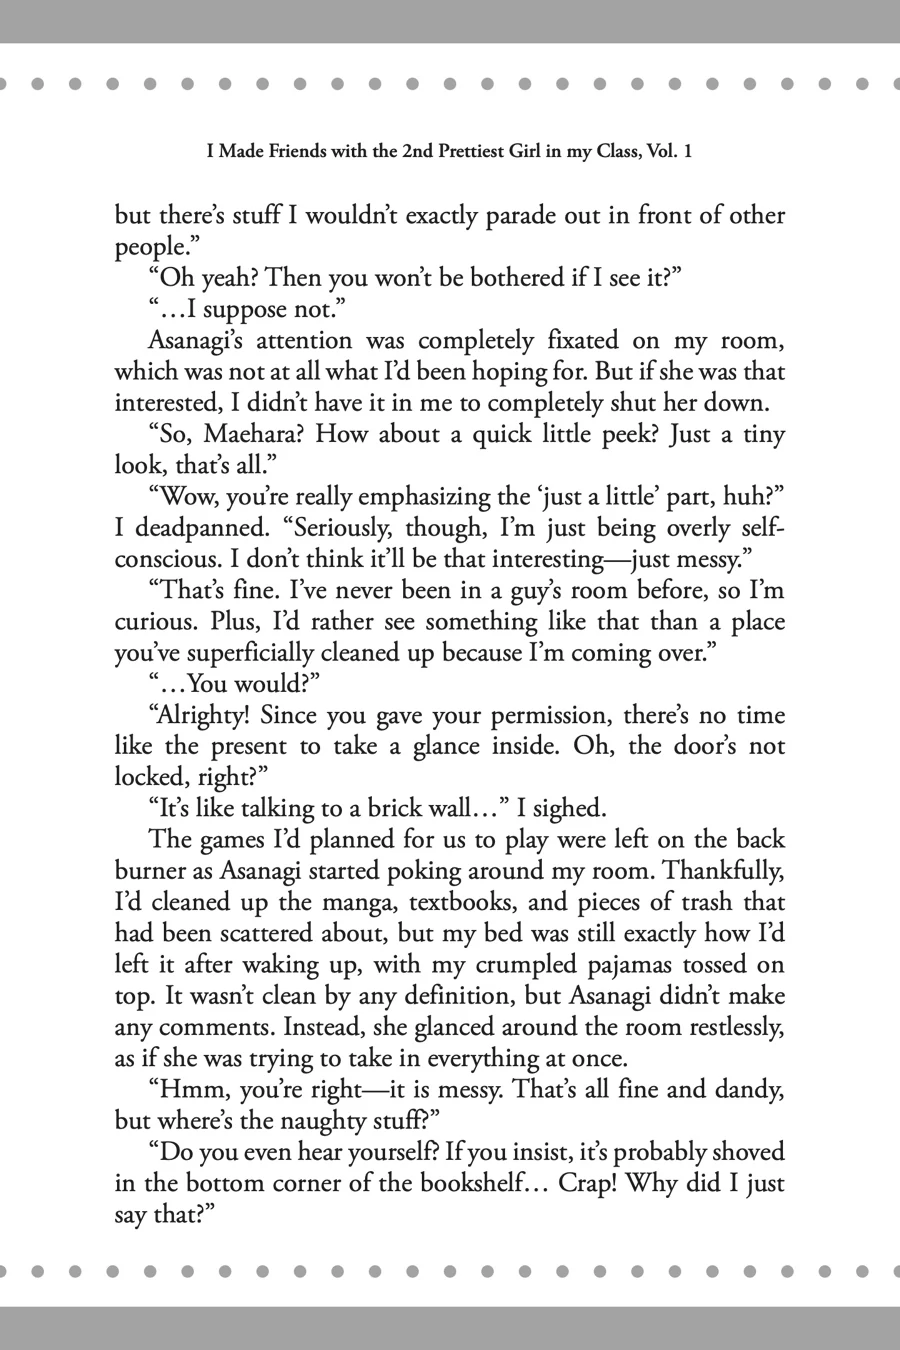 I Made Friends with the 2nd Prettiest Girl in my Class, Vol. 1
but there’s stuff I wouldn’t exactly parade out in front of other
people.”
“Oh yeah? Then you won’t be bothered if I see it?”
“…I suppose not.”
Asanagi’s attention was completely fixated on my room,
which was not at all what I’d been hoping for. But if she was that
interested, I didn’t have it in me to completely shut her down.
“So, Maehara? How about a quick little peek? Just a tiny
look, that’s all.”
“Wow, you’re really emphasizing the ‘just a little’ part, huh?”
I deadpanned. “Seriously, though, I’m just being overly self-
conscious. I don’t think it’ll be that interesting—just messy.”
“That’s fine. I’ve never been in a guy’s room before, so I’m
curious. Plus, I’d rather see something like that than a place
you’ve superficially cleaned up because I’m coming over.”
“…You would?”
“Alrighty! Since you gave your permission, there’s no time
like the present to take a glance inside. Oh, the door’s not
locked, right?”
“It’s like talking to a brick wall…” I sighed.
The games I’d planned for us to play were left on the back
burner as Asanagi started poking around my room. Thankfully,
I’d cleaned up the manga, textbooks, and pieces of trash that
had been scattered about, but my bed was still exactly how I’d
left it after waking up, with my crumpled pajamas tossed on
top. It wasn’t clean by any definition, but Asanagi didn’t make
any comments. Instead, she glanced around the room restlessly,
as if she was trying to take in everything at once.
“Hmm, you’re right—it is messy. That’s all fine and dandy,
but where’s the naughty stuff?”
“Do you even hear yourself? If you insist, it’s probably shoved
in the bottom corner of the bookshelf… Crap! Why did I just
say that?”